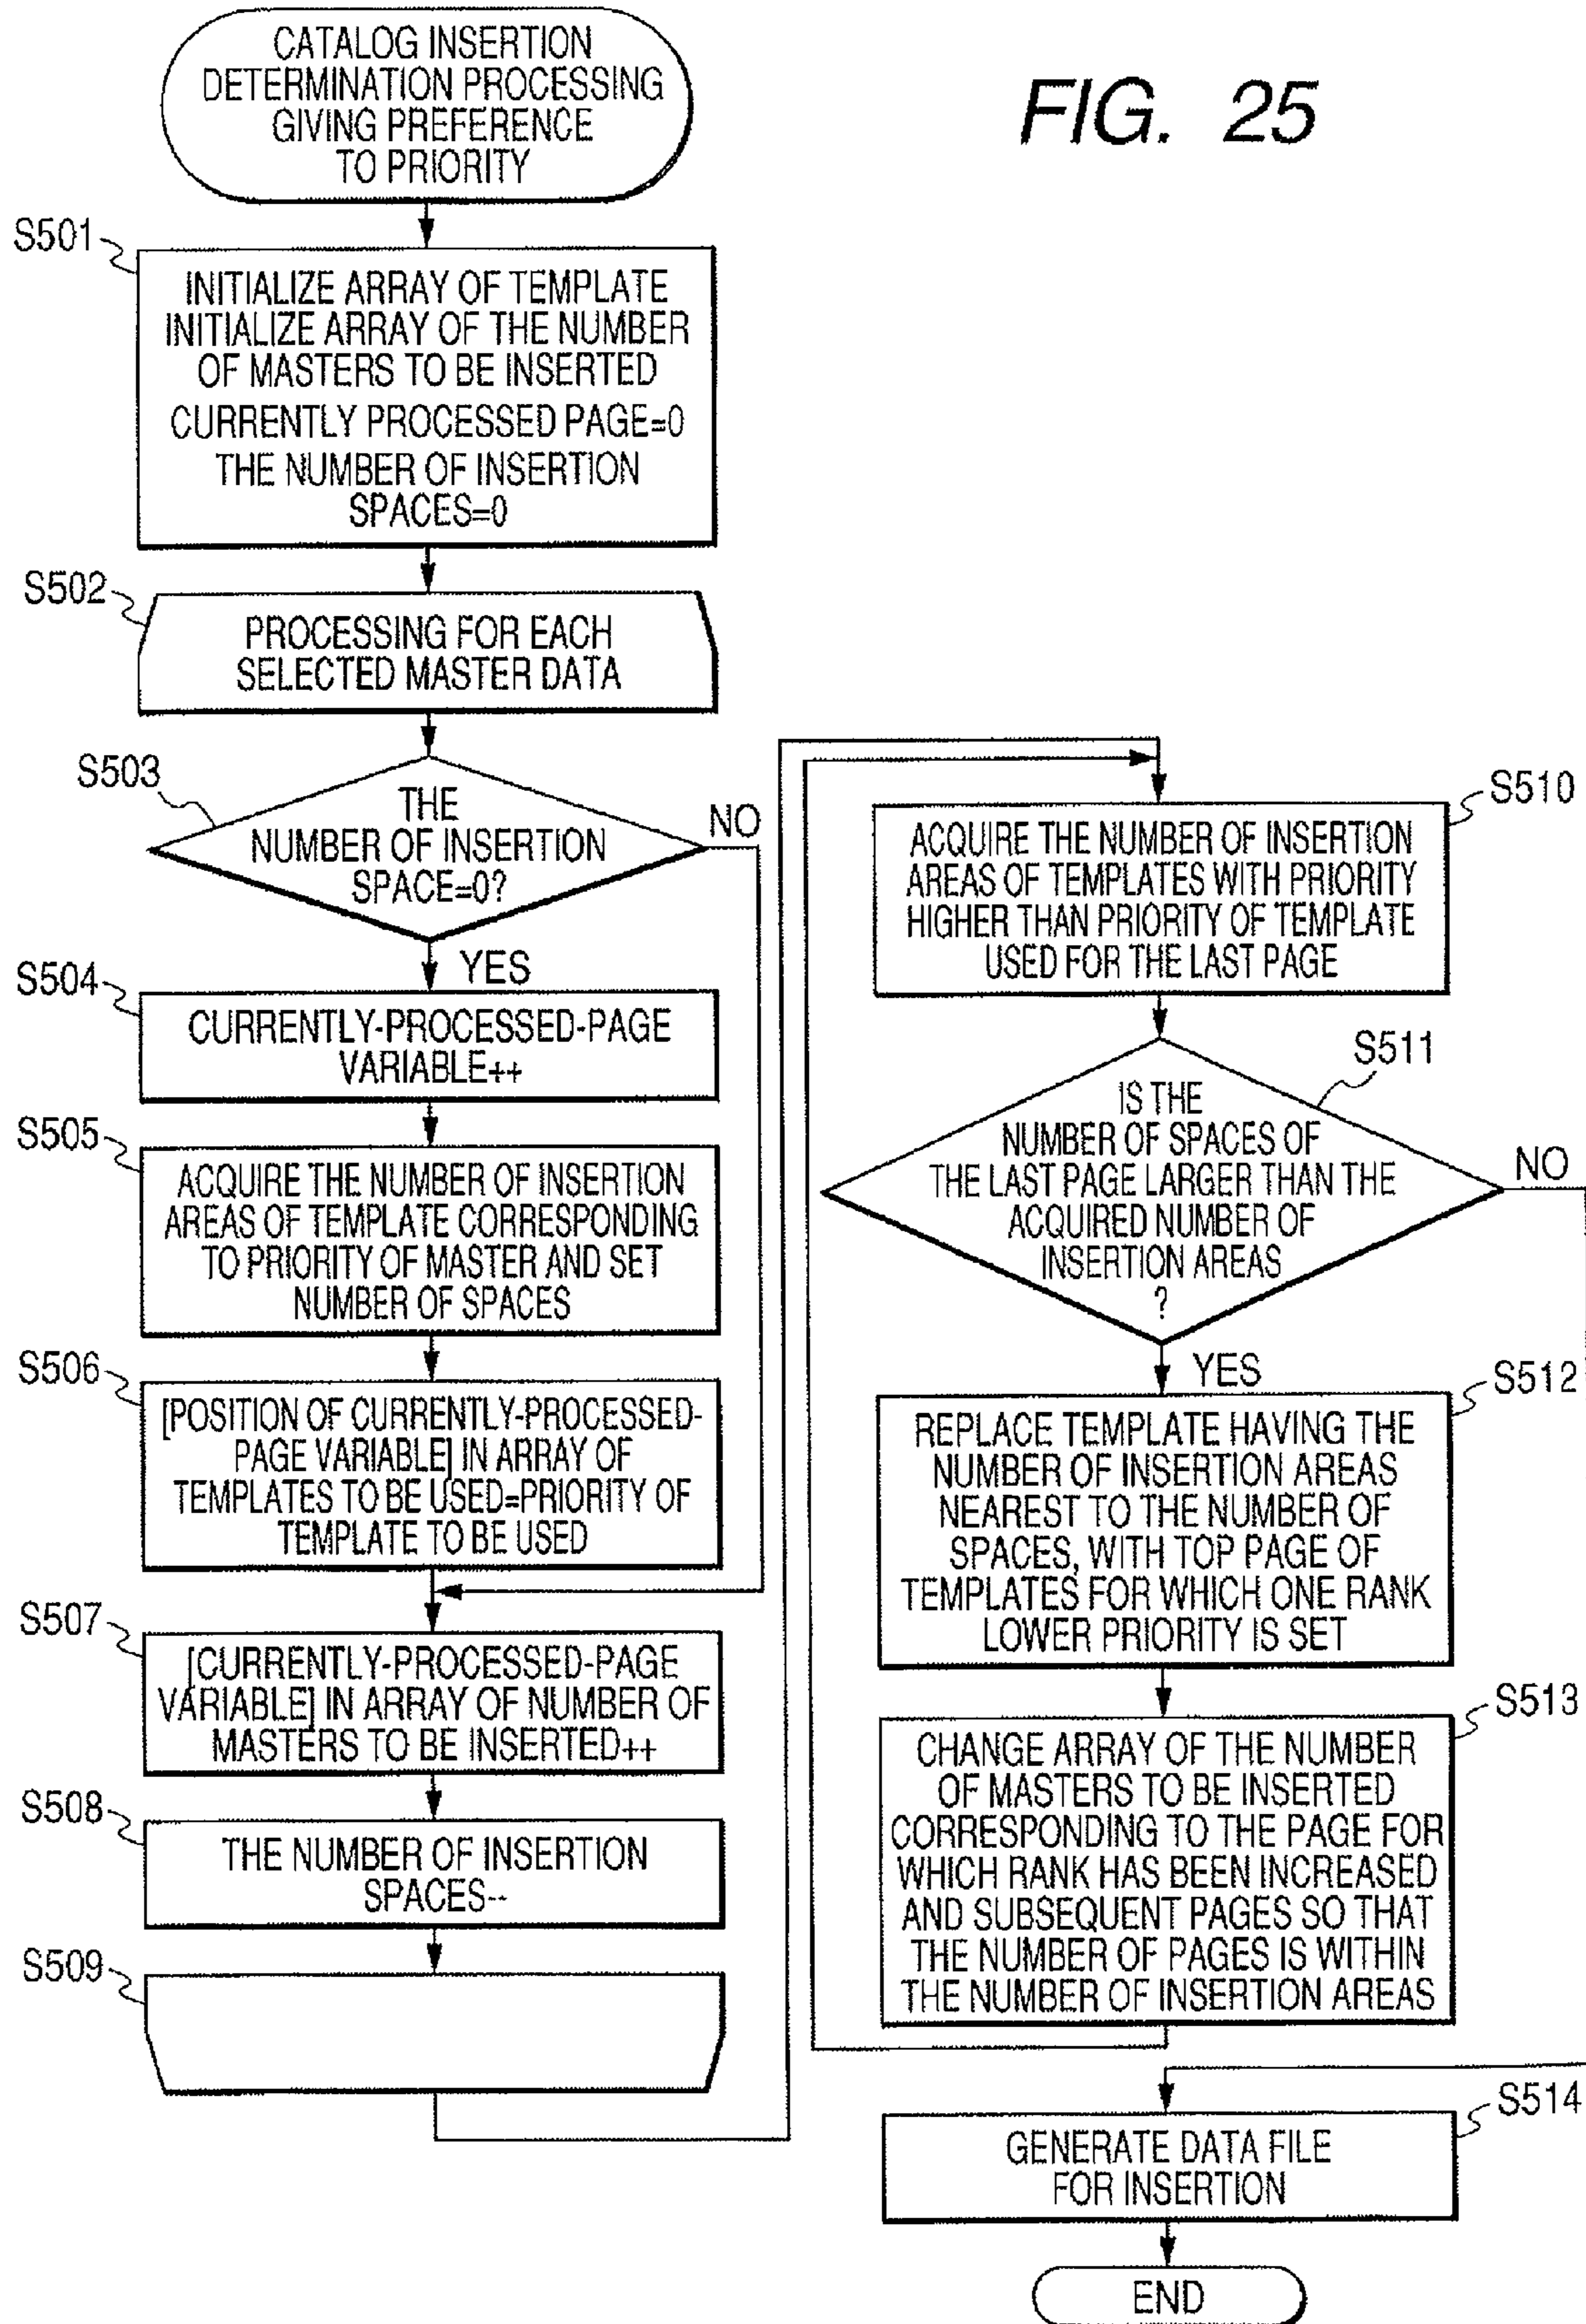 FIG. 25
CATALOG INSERTION
DETERMINATION PROCESSING
GIVING PREFERENCE
TO PRIORITY
S501
INITIALIZE ARRAY OF TEMPLATE
INITIALIZE ARRAY OF THE NUMBER
OF MASTERS TO BE INSERTED
CURRENTLY PROCESSED PAGE=0
THE NUMBER OF INSERTION
SPACES=0
S502
PROCESSING FOR EACH
SELECTED MASTER DATA
S503
THE
NUMBER OF INSERTION
SPACE=0?
NO
YES
S504
CURRENTLY-PROCESSED-PAGE
VARIABLE++
S505
ACQUIRE THE NUMBER OF INSERTION
AREAS OF TEMPLATE CORRESPONDING
TO PRIORITY OF MASTER AND SET
NUMBER OF SPACES
S506
[POSITION OF CURRENTLY-PROCESSED-
PAGE VARIABLE] IN ARRAY OF
TEMPLATES TO BE USED=PRIORITY OF
TEMPLATE TO BE USED
S507
[CURRENTLY-PROCESSED-PAGE
VARIABLE] IN ARRAY OF NUMBER OF
MASTERS TO BE INSERTED++
S508
THE NUMBER OF INSERTION
SPACES--
S509
S510
ACQUIRE THE NUMBER OF INSERTION
AREAS OF TEMPLATES WITH PRIORITY
HIGHER THAN PRIORITY OF TEMPLATE
USED FOR THE LAST PAGE
S511
IS THE
NUMBER OF SPACES OF
THE LAST PAGE LARGER THAN THE
ACQUIRED NUMBER OF
INSERTION AREAS
?
NO
YES
S512
REPLACE TEMPLATE HAVING THE
NUMBER OF INSERTION AREAS
NEAREST TO THE NUMBER OF
SPACES, WITH TOP PAGE OF
TEMPLATES FOR WHICH ONE RANK
LOWER PRIORITY IS SET
S513
CHANGE ARRAY OF THE NUMBER
OF MASTERS TO BE INSERTED
CORRESPONDING TO THE PAGE FOR
WHICH RANK HAS BEEN INCREASED
AND SUBSEQUENT PAGES SO THAT
THE NUMBER OF PAGES IS WITHIN
THE NUMBER OF INSERTION AREAS
S514
GENERATE DATA FILE
FOR INSERTION
END